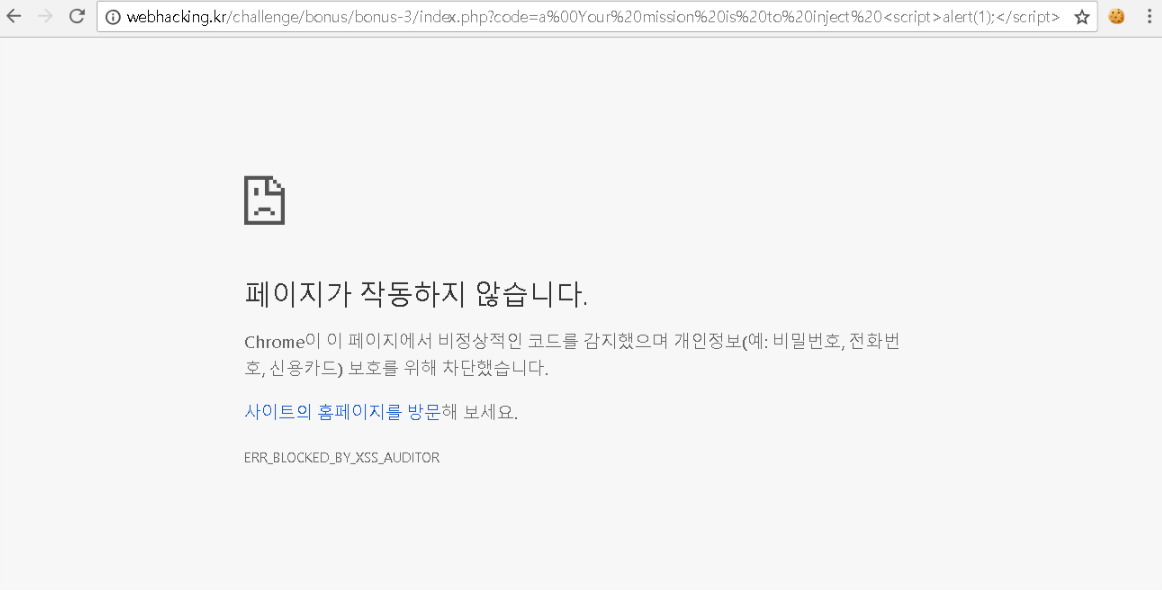 webhacking.kr/challenge/bonus/bonus-3/index.php?code=a%00Your%20mission%20is%20to%20inject%20<script>alert(1);</script>
페이지가 작동하지 않습니다.
Chrome이 이 페이지에서 비정상적인 코드를 감지했으며 개인정보(예: 비밀번호, 전화번
호, 신용카드) 보호를 위해 차단했습니다.
사이트의 홈페이지를 방문해 보세요.
ERR_BLOCKED_BY_XSS_AUDITOR